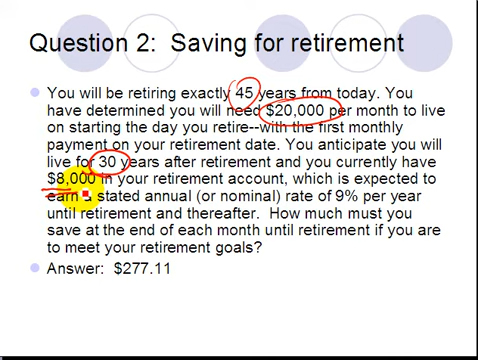 Question 2: Saving for retirement
You will be retiring exactly 45 years from today. You
have determined you will need $20,000 per month to live
on starting the day you retire--with the first monthly
payment on your retirement date. You anticipate you will
live for 30 years after retirement and you currently have
$8,000 in your retirement account, which is expected to
earn a stated annual (or nominal) rate of 9% per year
until retirement and thereafter. How much must you
save at the end of each month until retirement if you are
to meet your retirement goals?
Answer: $277.11